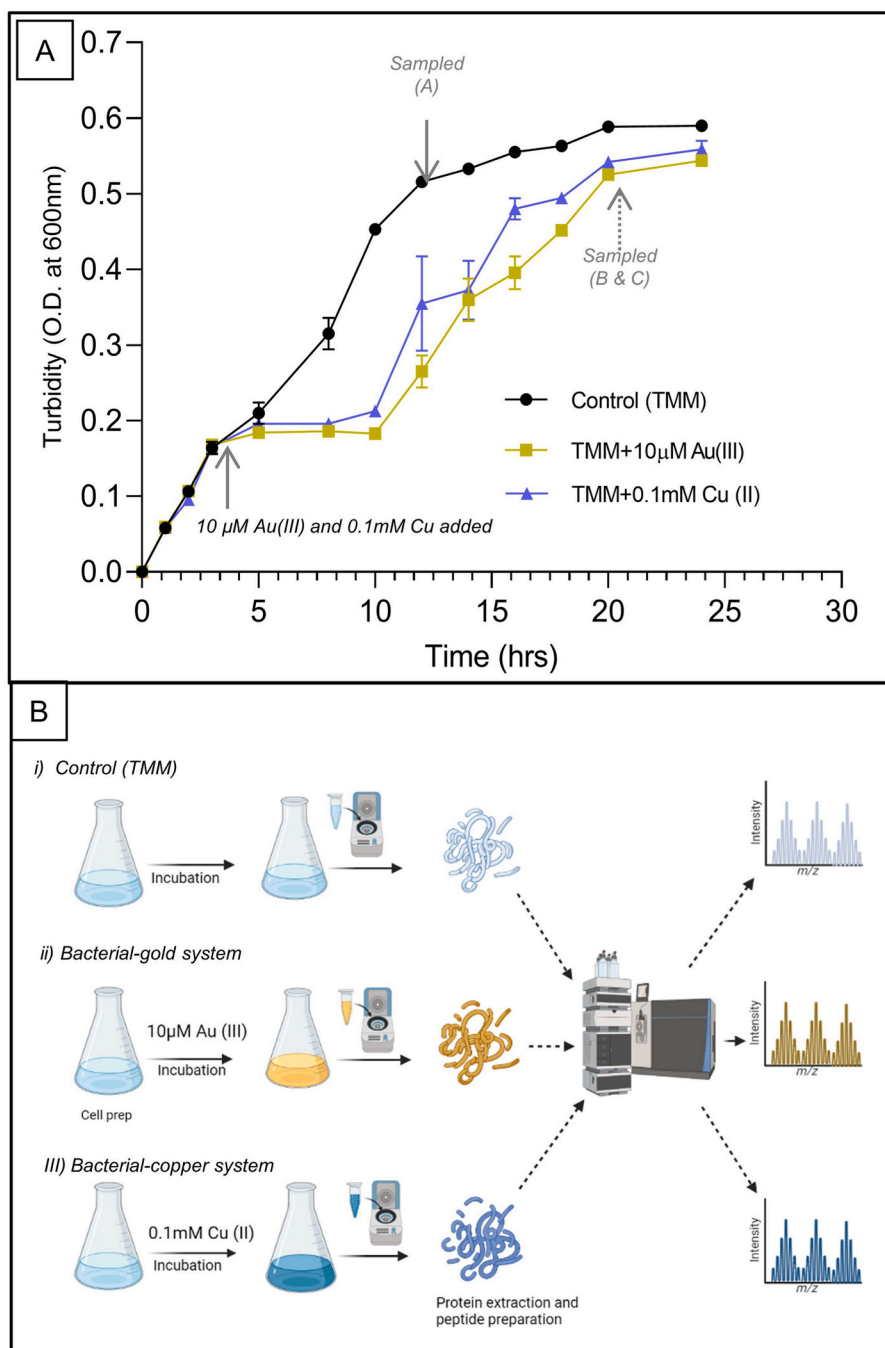 A
Sampled
(A)
0.7
0.6
0.5
0.4
0.3
0.2
0.1
0.0
Turbidity (O.D. at 600nm)
Sampled
(B & C)
Control (TMM)
TMM+10μM Au(III)
TMM+0.1mM Cu (II)
10 μM Au(III) and 0.1mM Cu added
0 5 10 15 20 25 30
Time (hrs)
B
i) Control (TMM)
Incubation
Intensity
m/z
ii) Bacterial-gold system
10μM Au (III)
Incubation
Cell prep
Intensity
m/z
III) Bacterial-copper system
0.1mM Cu (II)
Incubation
Protein extraction and
peptide preparation
Intensity
m/z